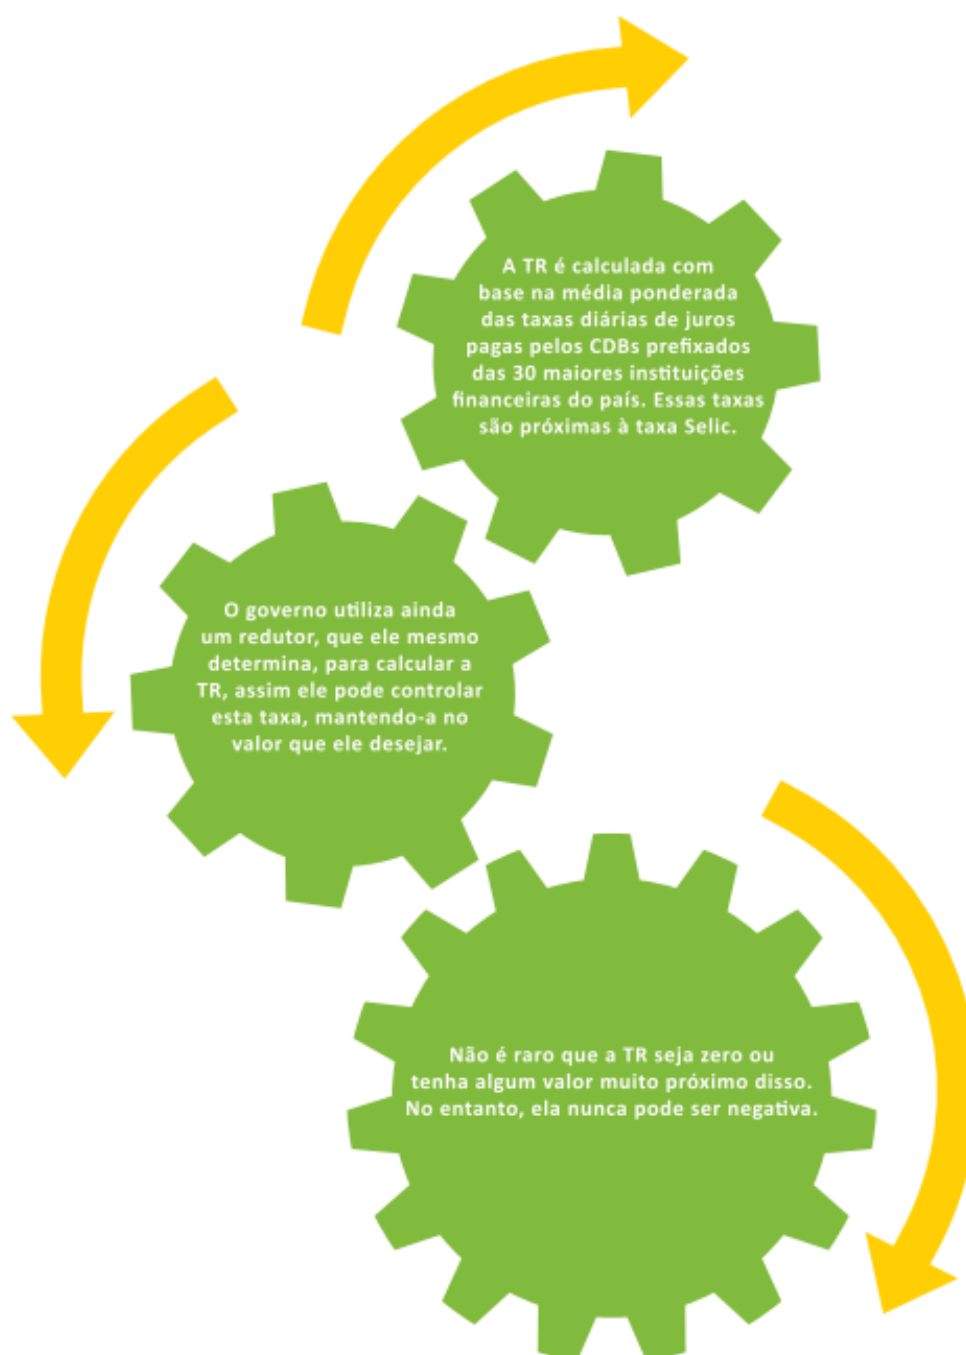 A TR é calculada com
base na média ponderada
das taxas diárias de juros
pagas pelos CDBs prefixados
das 30 maiores instituições
financeiras do país. Essas taxas
são próximas à taxa Selic.
O governo utiliza ainda
um redutor, que ele mesmo
determina, para calcular a
TR, assim ele pode controlar
esta taxa, mantendo-a no
valor que ele desejar.
Não é raro que a TR seja zero ou
tenha algum valor muito próximo disso.
No entanto, ela nunca pode ser negativa.